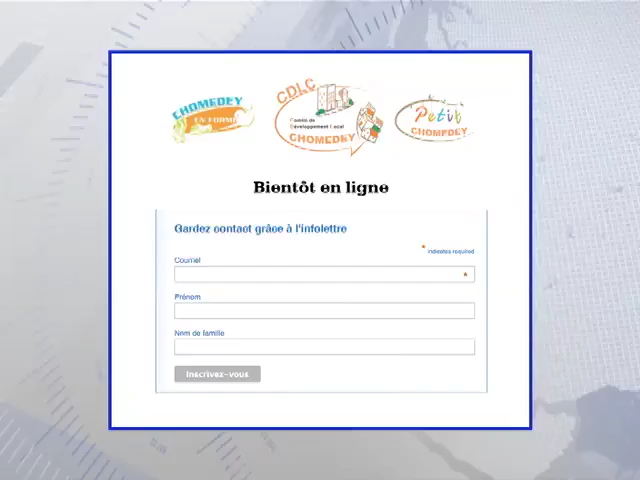 CHOMEDEY
EN FORME
CDLC
Comité de
Développement Local
CHOMEDEY
Petit
CHOMEDEY
Bientôt en ligne
Gardez contact grâce à l'infolettre
* indicates required
Courriel
*
Prénom
Nom de famille
Inscrivez-vous